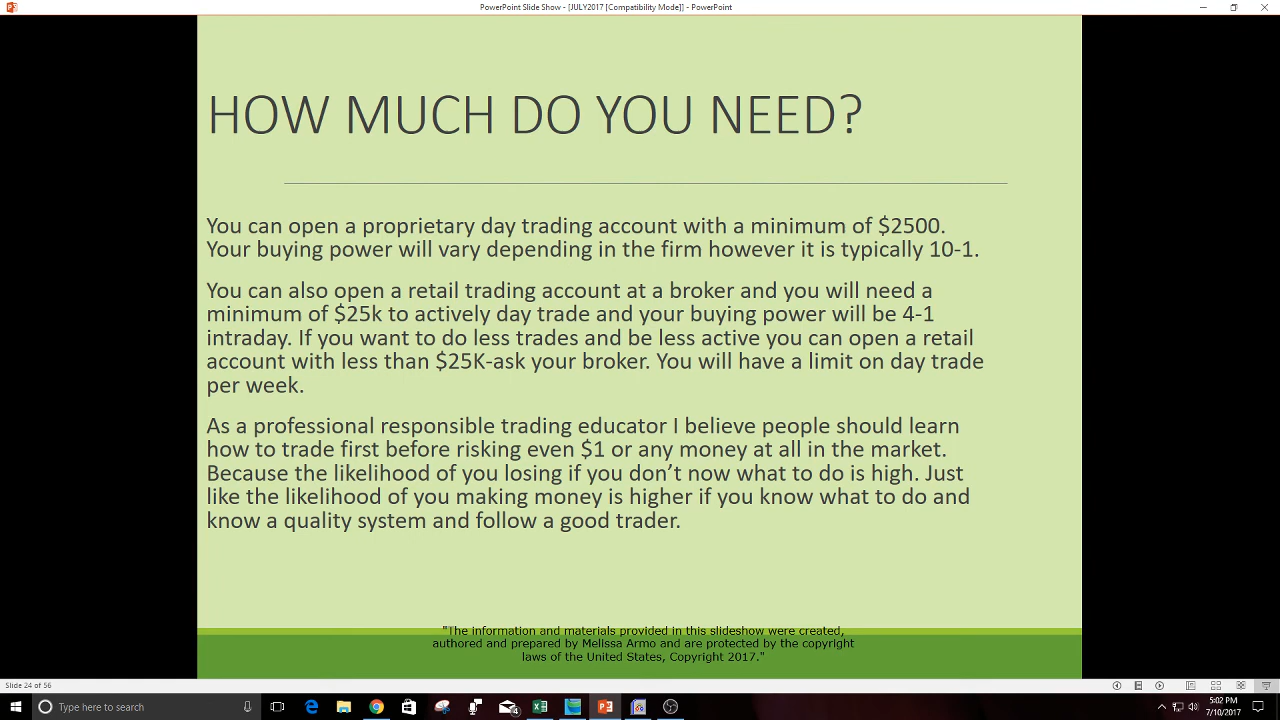 PowerPoint Slide Show - [JULY2017 [Compatibility Mode]] - PowerPoint
HOW MUCH DO YOU NEED?
You can open a proprietary day trading account with a minimum of $2500.
Your buying power will vary depending in the firm however it is typically 10-1.
You can also open a retail trading account at a broker and you will need a
minimum of $25k to actively day trade and your buying power will be 4-1
intraday. If you want to do less trades and be less active you can open a retail
account with less than $25K-ask your broker. You will have a limit on day trade
per week.
As a professional responsible trading educator I believe people should learn
how to trade first before risking even $1 or any money at all in the market.
Because the likelihood of you losing if you don't now what to do is high. Just
like the likelihood of you making money is higher if you know what to do and
know a quality system and follow a good trader.
"The information and materials provided in this slideshow were created,
authored and prepared by Melissa Armo and are protected by the copyright
laws of the United States, Copyright 2017."
Slide 24 of 56
Type here to search
5:02 PM
7/10/2017